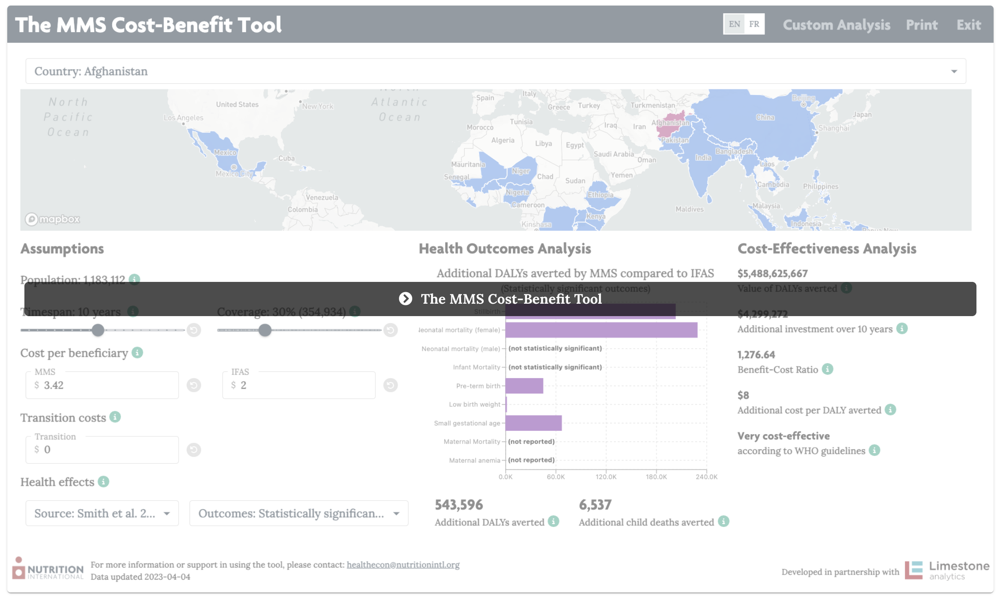 The MMS Cost-Benefit Tool
EN FR
Custom Analysis Print Exit
Country: Afghanistan
North
Pacific
Ocean
United States
New York
Los Angeles
Mexico
Mexico City
Cuba
Venezuela
Colombia
North
Atlantic
Ocean
Spain
Italy
Greece
Turkey
Turkmenistan
Beijing
China
Japan
Shanghai
Morocco
Tunisia
Algeria
Libya
Egypt
Iraq
Iran
Afghanistan
Pakistan
Saudi Arabia
Oman
India
Bangladesh
Laos
Mauritania
Niger
Chad
Sudan
Yemen
Senegal
Nigeria
Ethiopia
Cambodia
Philippines
Cameroon
Maldives
Malaysia
Kinshasa
Kenya
Indonesia
Papua New
mapbox
Assumptions
Population: 1,183,112
Timespan: 10 years
Coverage: 30% (354,934)
Cost per beneficiary
MMS
$ 3.42
IFAS
$ 2
Transition costs
Transition
$ 0
Health effects
Source: Smith et al. 2...
Outcomes: Statistically significan...
The MMS Cost-Benefit Tool
Health Outcomes Analysis
Additional DALYs averted by MMS compared to IFAS
(Statistically significant outcomes)
Stillbirth
Neonatal mortality (female)
Neonatal mortality (male) (not statistically significant)
Infant Mortality (not statistically significant)
Pre-term birth
Low birth weight
Small gestational age
Maternal Mortality (not reported)
Maternal anemia (not reported)
0.0K 60.0K 120.0K 180.0K 240.0K
543,596
Additional DALYs averted
6,537
Additional child deaths averted
Cost-Effectiveness Analysis
$5,488,625,667
Value of DALYs averted
$4,299,272
Additional investment over 10 years
1,276.64
Benefit-Cost Ratio
$8
Additional cost per DALY averted
Very cost-effective
according to WHO guidelines
NUTRITION
INTERNATIONAL
For more information or support in using the tool, please contact: healthecon@nutritionintl.org
Data updated 2023-04-04
Developed in partnership with
Limestone
analytics